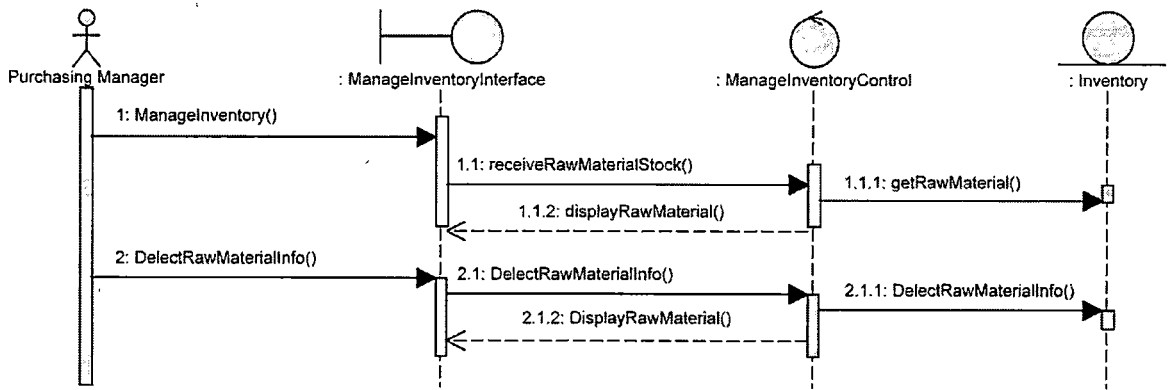 Purchasing Manager
: ManageInventoryInterface
: ManageInventoryControl
: Inventory
1: ManageInventory()
1.1: receiveRawMaterialStock()
1.1.1: getRawMaterial()
1.1.2: displayRawMaterial()
2: DelectRawMaterialInfo()
2.1: DelectRawMaterialInfo()
2.1.1: DelectRawMaterialInfo()
2.1.2: DisplayRawMaterial()